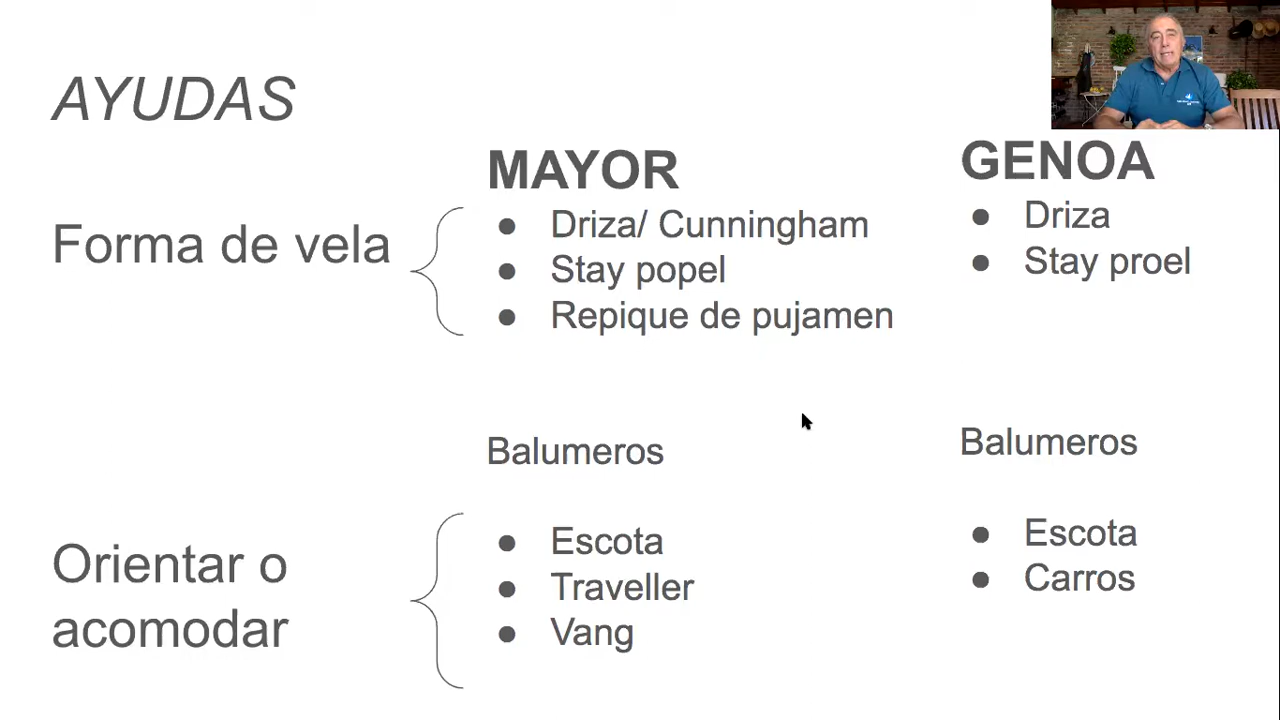 AYUDAS
MAYOR
GENOA
Forma de vela
● Driza/ Cunningham
● Stay popel
● Repique de pujamen
● Driza
● Stay proel
Balumeros
Balumeros
Orientar o
acomodar
● Escota
● Traveller
● Vang
● Escota
● Carros